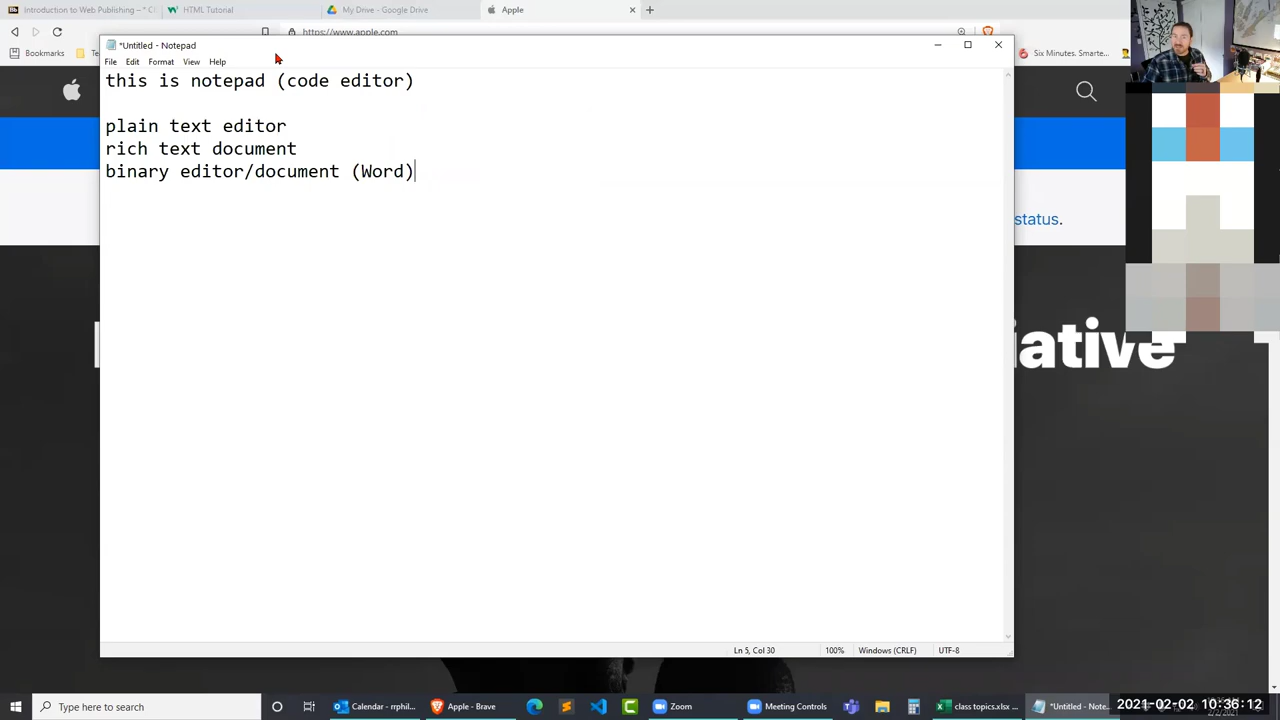 Introduction to Web Publishing – * C
HTML Tutorial
My Drive - Google Drive
Apple
https://www.apple.com
Bookmarks
Six Minutes. Smarte...
*Untitled - Notepad
File Edit Format View Help
this is notepad (code editor)
plain text editor
rich text document
binary editor/document (Word)
status.
iative
Ln 5, Col 30
100%
Windows (CRLF)
UTF-8
Type here to search
Calendar - rrphil...
Apple - Brave
Zoom
Meeting Controls
class topics.xlsx ...
*Untitled - Note...
2021-02-02 10:36:12